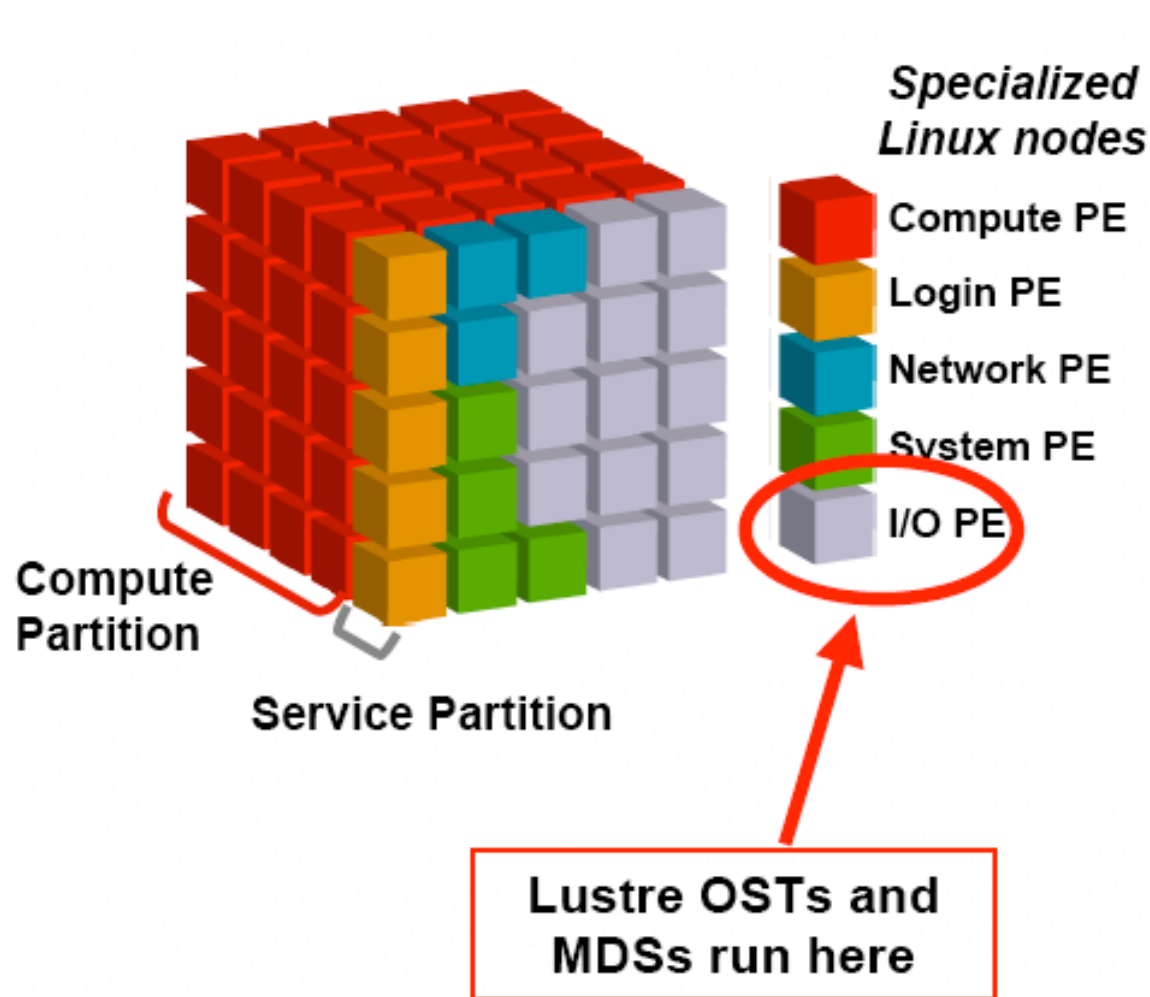 Specialized
Linux nodes
Compute PE
Login PE
Network PE
System PE
I/O PE
Compute
Partition
Service Partition
Lustre OSTs and
MDSs run here